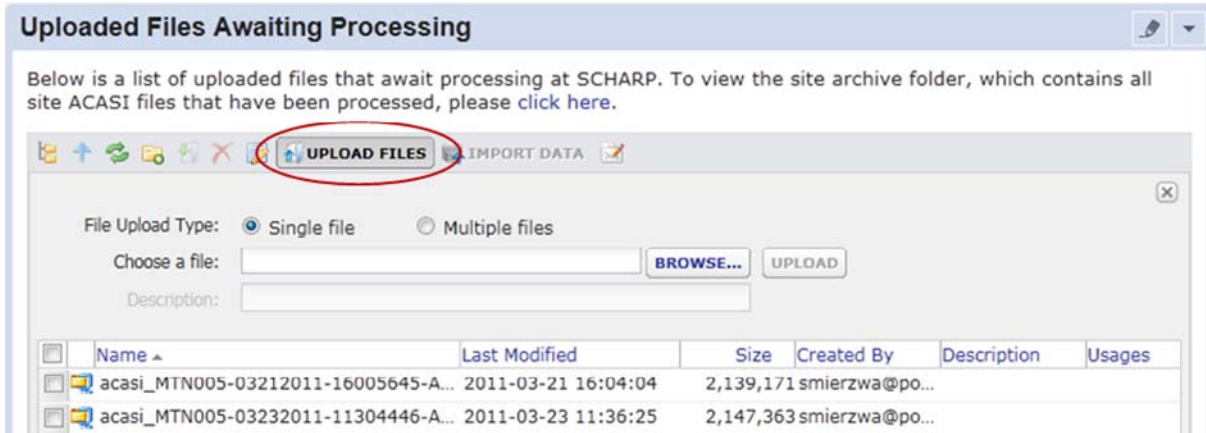 Uploaded Files Awaiting Processing
Below is a list of uploaded files that await processing at SCHARP. To view the site archive folder, which contains all
site ACASI files that have been processed, please click here.
UPLOAD FILES IMPORT DATA
File Upload Type: Single file Multiple files
Choose a file: BROWSE... UPLOAD
Description:
Name Last Modified Size Created By Description Usages
acasi_MTN005-03212011-16005645-A... 2011-03-21 16:04:04 2,139,171 smierzwa@po...
acasi_MTN005-03232011-11304446-A... 2011-03-23 11:36:25 2,147,363 smierzwa@po...